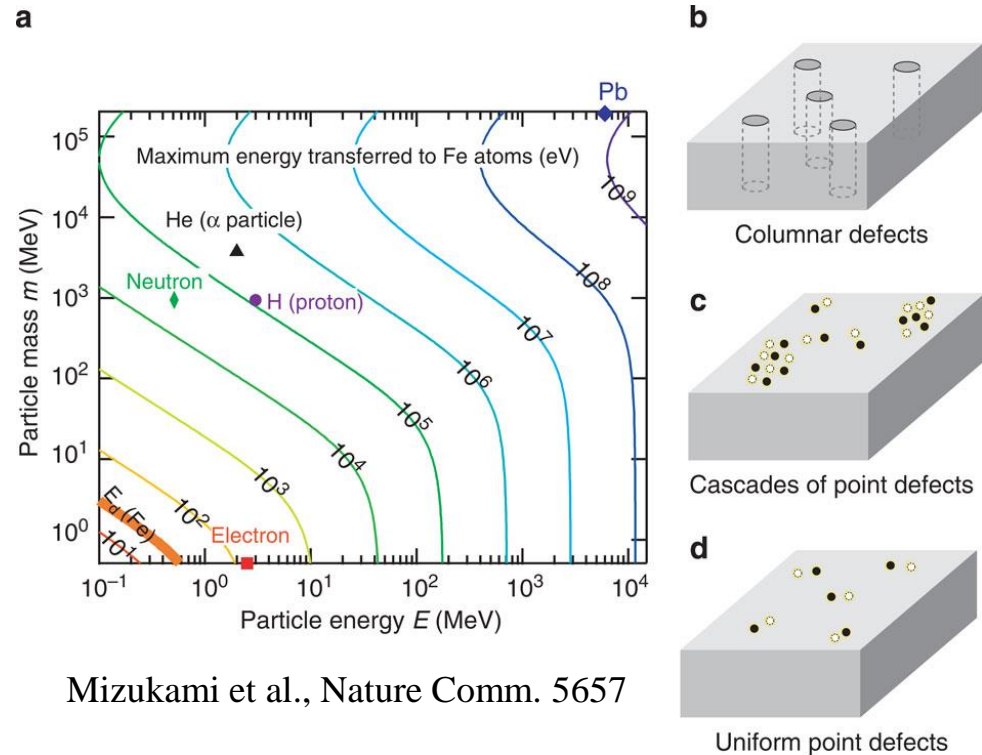 a
Pb
Maximum energy transferred to Fe atoms (eV)
He (α particle)
Neutron
H (proton)
Electron
E_d (Fe)
10^1
10^2
10^3
10^4
10^5
10^6
10^7
10^8
10^9
Particle mass m (MeV)
10^5
10^4
10^3
10^2
10^1
10^0
10^−1
10^0
10^1
10^2
10^3
10^4
Particle energy E (MeV)
Mizukami et al., Nature Comm. 5657
b
Columnar defects
c
Cascades of point defects
d
Uniform point defects